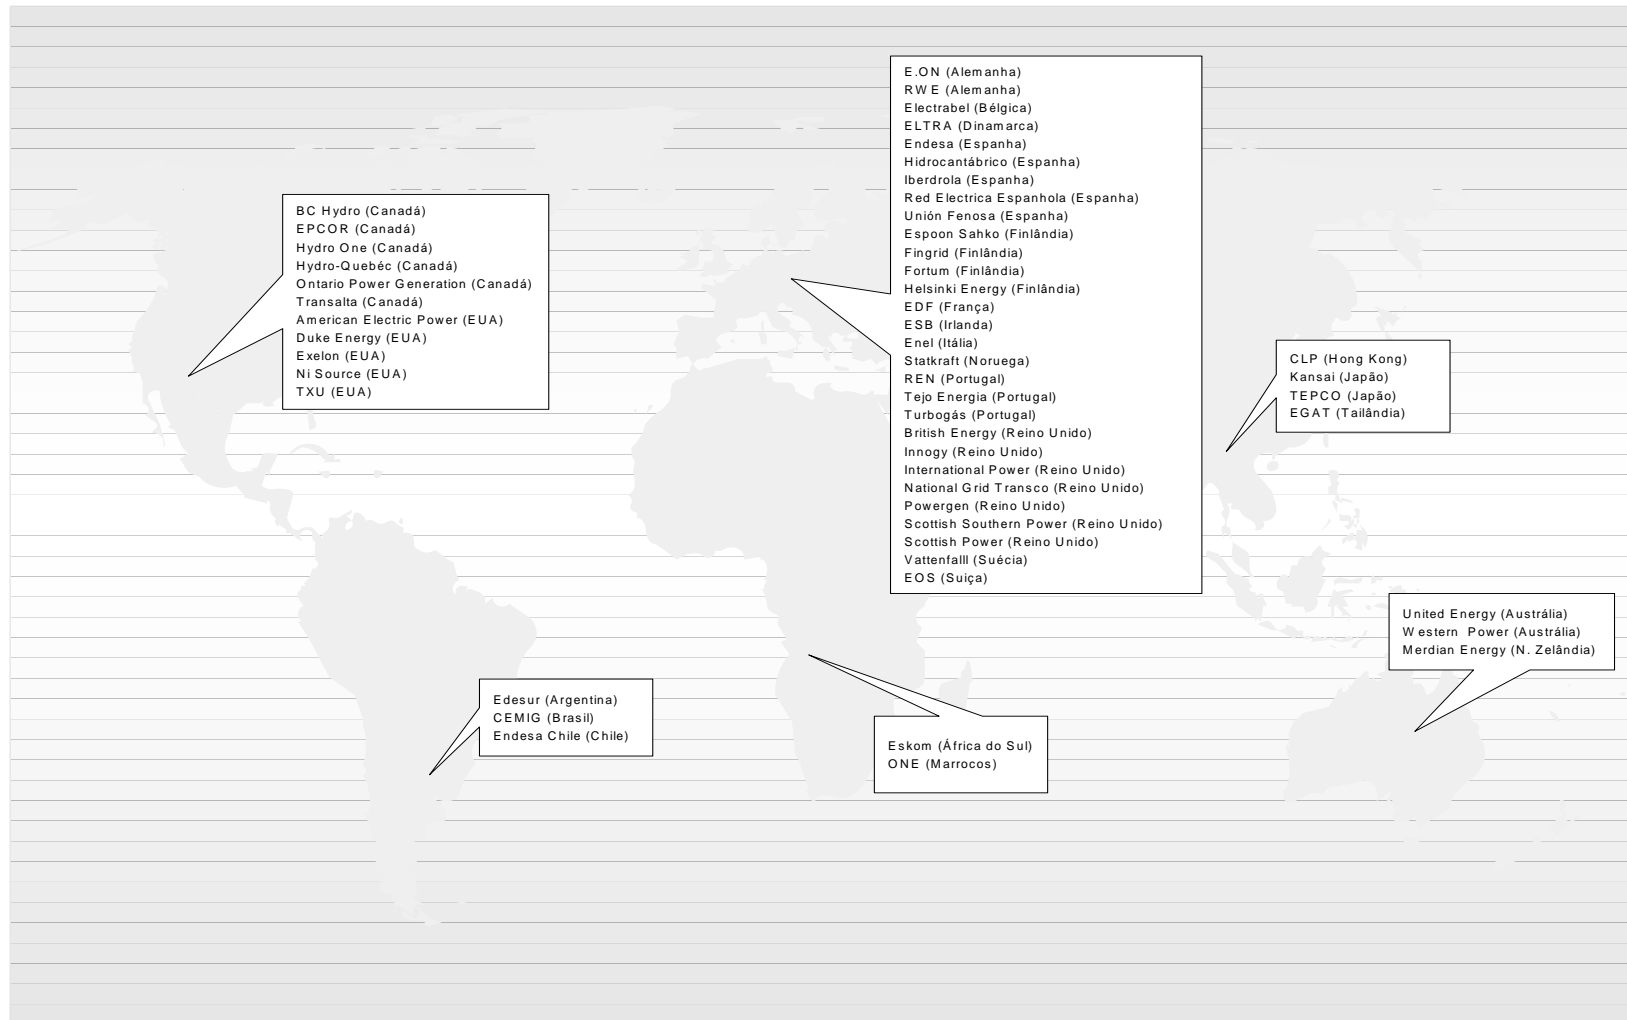 E.ON (Alemanha)
RWE (Alemanha)
Electrabel (Bélgica)
ELTRA (Dinamarca)
Endesa (Espanha)
Hidrocantábrico (Espanha)
Iberdrola (Espanha)
Red Electrica Espanhola (Espanha)
Unión Fenosa (Espanha)
Espoon Sahko (Finlândia)
Fingrid (Finlândia)
Fortum (Finlândia)
Helsinki Energy (Finlândia)
EDF (França)
ESB (Irlanda)
Enel (Itália)
Statkraft (Noruega)
REN (Portugal)
Tejo Energia (Portugal)
Turbogás (Portugal)
British Energy (Reino Unido)
Innogy (Reino Unido)
International Power (Reino Unido)
National Grid Transco (Reino Unido)
Powergen (Reino Unido)
Scottish Southern Power (Reino Unido)
Scottish Power (Reino Unido)
Vattenfalll (Suécia)
EOS (Suiça)
BC Hydro (Canadá)
EPCOR (Canadá)
Hydro One (Canadá)
Hydro-Quebéc (Canadá)
Ontario Power Generation (Canadá)
Transalta (Canadá)
American Electric Power (EUA)
Duke Energy (EUA)
Exelon (EUA)
Ni Source (EUA)
TXU (EUA)
CLP (Hong Kong)
Kansai (Japão)
TEPCO (Japão)
EGAT (Tailândia)
United Energy (Austrália)
Western Power (Austrália)
Merdian Energy (N. Zelândia)
Edesur (Argentina)
CEMIG (Brasil)
Endesa Chile (Chile)
Eskom (África do Sul)
ONE (Marrocos)